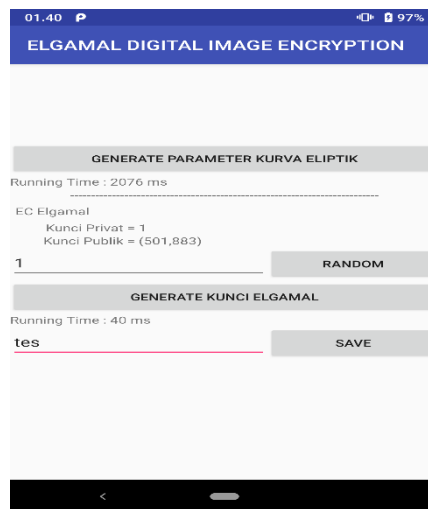 01.40 P 97%
ELGAMAL DIGITAL IMAGE ENCRYPTION
GENERATE PARAMETER KURVA ELIPTIK
Running Time : 2076 ms
--------------------------------------------------------------------------------
EC Elgamal
Kunci Privat = 1
Kunci Publik = (501,883)
1 RANDOM
GENERATE KUNCI ELGAMAL
Running Time : 40 ms
tes SAVE